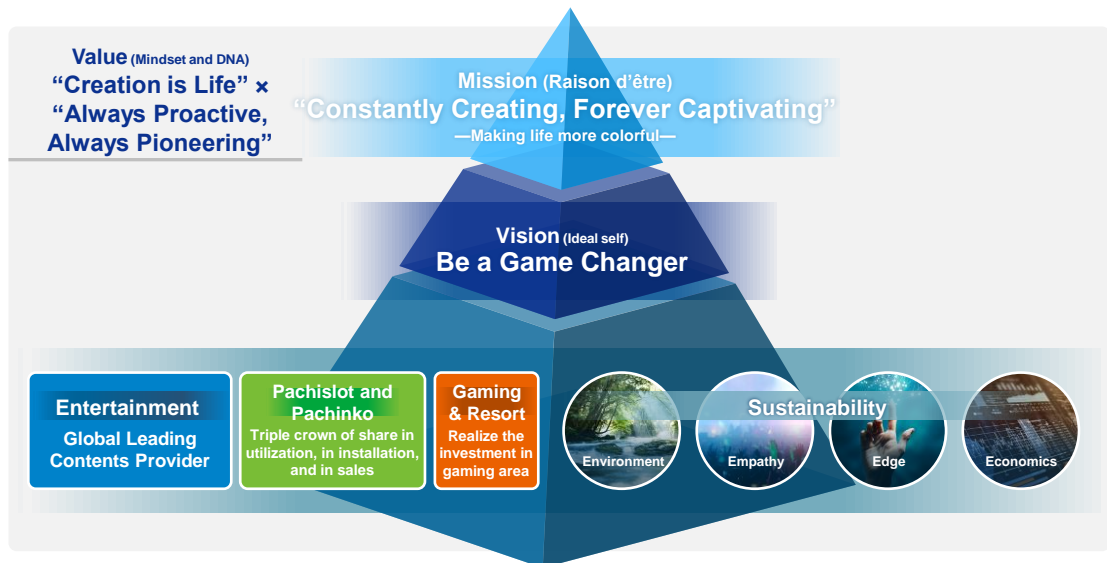 Value (Mindset and DNA)
“Creation is Life” ×
“Always Proactive,
Always Pioneering”
Mission (Raison d’être)
“Constantly Creating, Forever Captivating”
—Making life more colorful—
Vision (Ideal self)
Be a Game Changer
Entertainment
Global Leading
Contents Provider
Pachislot and
Pachinko
Triple crown of share in
utilization, in installation,
and in sales
Gaming
& Resort
Realize the
investment in
gaming area
Sustainability
Environment
Empathy
Edge
Economics